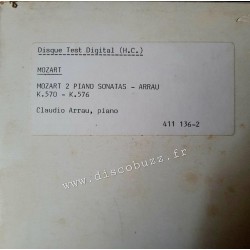 Disque Test Digital (H.C.)
MOZART
MOZART 2 PIANO SONATAS - ARRAU
K.570 - K.576
Claudio Arrau, piano
411 136-2
www.discobuzz.fr